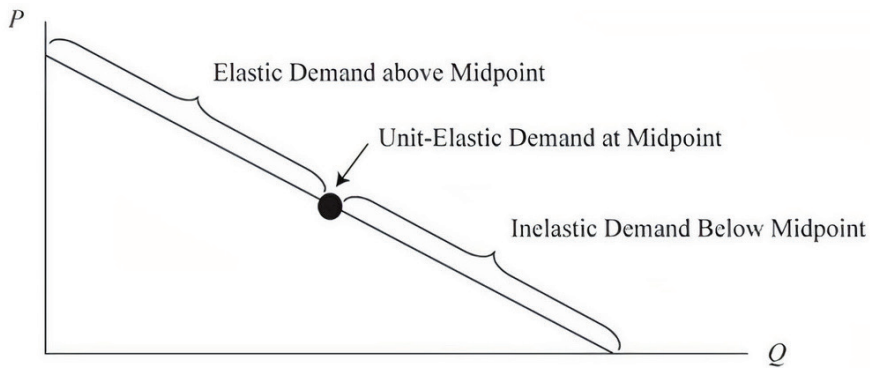 P
Elastic Demand above Midpoint
Unit-Elastic Demand at Midpoint
Inelastic Demand Below Midpoint
Q